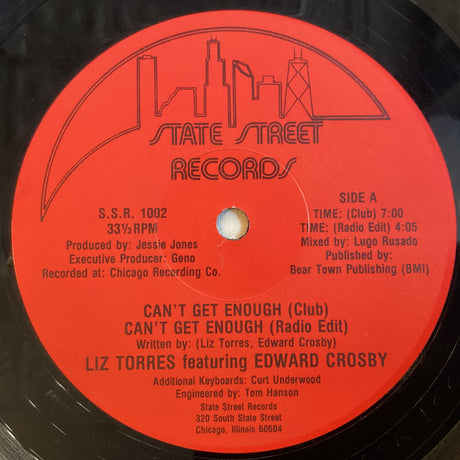 STATE STREET
RECORDS
S.S.R. 1002
33⅓ RPM
Produced by: Jessie Jones
Executive Producer: Geno
Recorded at: Chicago Recording Co.
SIDE A
TIME: (Club) 7:00
TIME: (Radio Edit) 4:05
Mixed by: Lugo Rusado
Published by:
Bear Town Publishing (BMI)
CAN'T GET ENOUGH (Club)
CAN'T GET ENOUGH (Radio Edit)
Written by: (Liz Torres, Edward Crosby)
LIZ TORRES featuring EDWARD CROSBY
Additional Keyboards: Curt Underwood
Engineered by: Tom Hanson
State Street Records
320 South State Street
Chicago, Illinois 60604